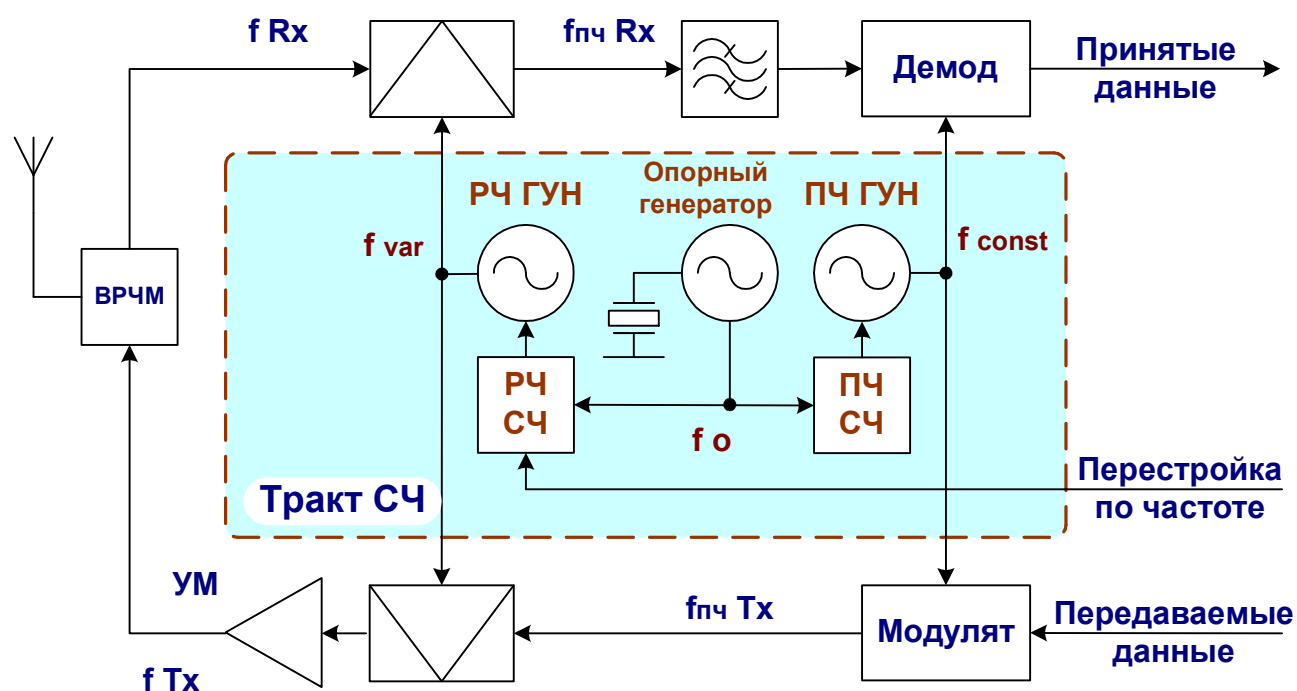 f Rx
fпч Rx
Демод
Принятые
данные
Опорный
генератор
РЧ ГУН
ПЧ ГУН
f var
f const
ВРЧМ
РЧ
СЧ
ПЧ
СЧ
f o
Тракт СЧ
Перестройка
по частоте
УМ
fпч Tx
Модулят
Передаваемые
данные
f Tx